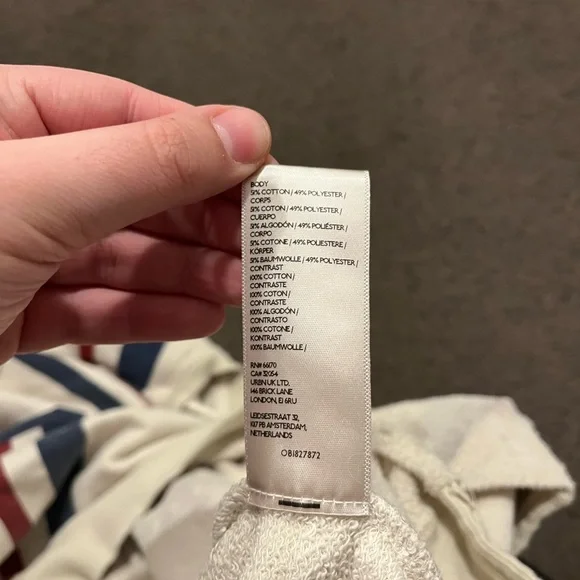 BODY
51% COTTON / 49% POLYESTER /
CORPS
51% COTON / 49% POLYESTER /
CUERPO
51% ALGODÓN / 49% POLIÉSTER /
CORPO
51% COTONE / 49% POLIESTERE /
KÖRPER
51% BAUMWOLLE / 49% POLYESTER /
CONTRAST
100% COTTON /
CONTRASTE
100% COTON /
CONTRASTE
100% ALGODÓN /
CONTRASTO
100% COTONE /
KONTRAST
100% BAUMWOLLE /
RN# 66170
CA# 32054
URBN UK LTD.
146 BRICK LANE
LONDON, E1 6RU
LEIDSESTRAAT 32,
1017 PB AMSTERDAM,
NETHERLANDS
OB1827872